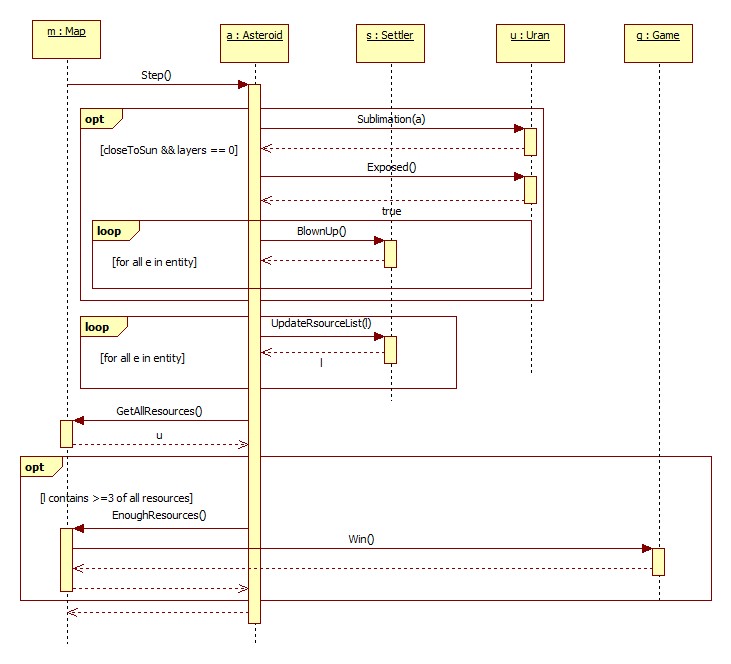 m : Map
a : Asteroid
s : Settler
u : Uran
g : Game
Step()
opt
Sublimation(a)
[closeToSun && layers == 0]
Exposed()
true
loop
BlownUp()
[for all e in entity]
loop
UpdateRsourceList(l)
[for all e in entity]
l
GetAllResources()
u
opt
[l contains >=3 of all resources]
EnoughResources()
Win()